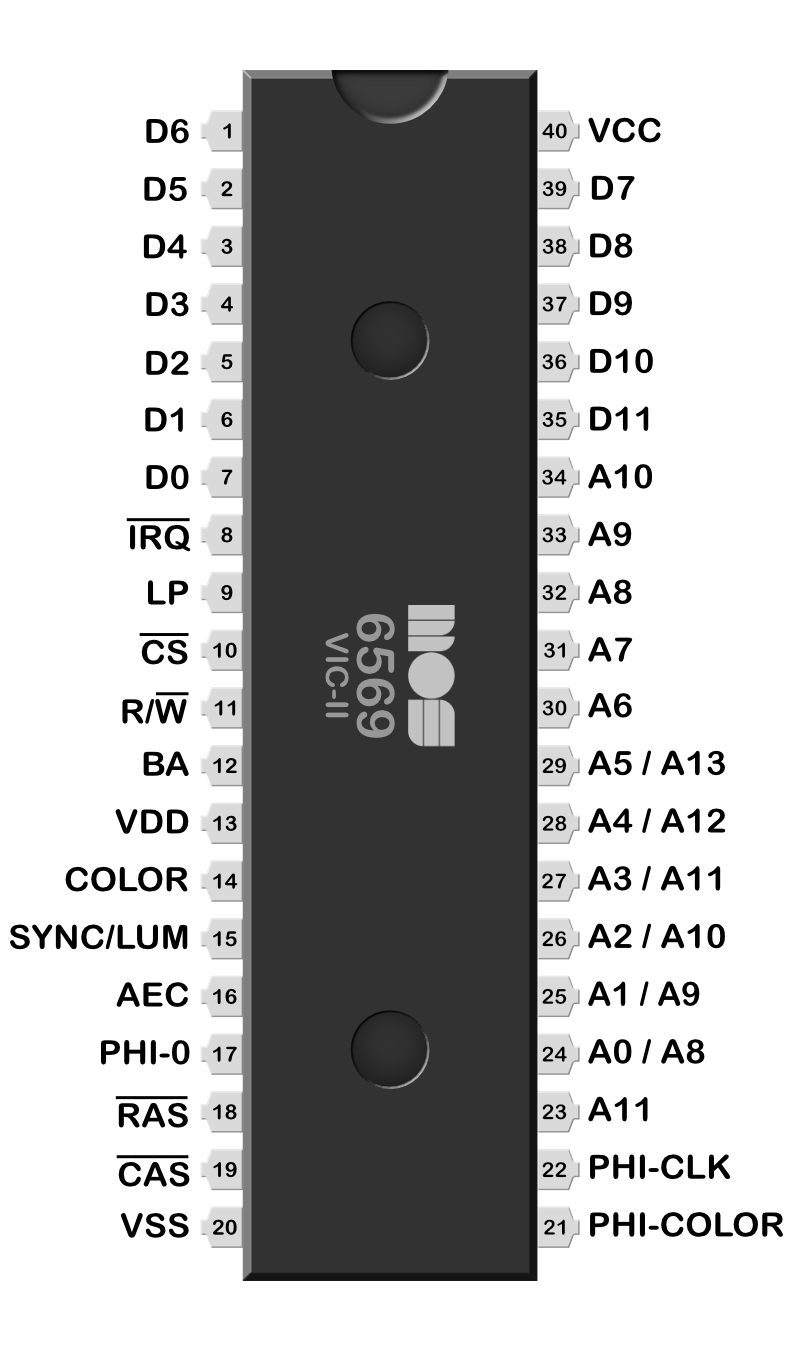 D6 1 40 VCC
D5 2 39 D7
D4 3 38 D8
D3 4 37 D9
D2 5 36 D10
D1 6 35 D11
D0 7 34 A10
I̅R̅Q̅ 8 33 A9
LP 9 32 A8
C̅S̅ 10 31 A7
R/W̅ 11 30 A6
BA 12 29 A5 / A13
VDD 13 28 A4 / A12
COLOR 14 27 A3 / A11
SYNC/LUM 15 26 A2 / A10
AEC 16 25 A1 / A9
PHI-0 17 24 A0 / A8
R̅A̅S̅ 18 23 A11
C̅A̅S̅ 19 22 PHI-CLK
VSS 20 21 PHI-COLOR
mos
6569
VIC-II